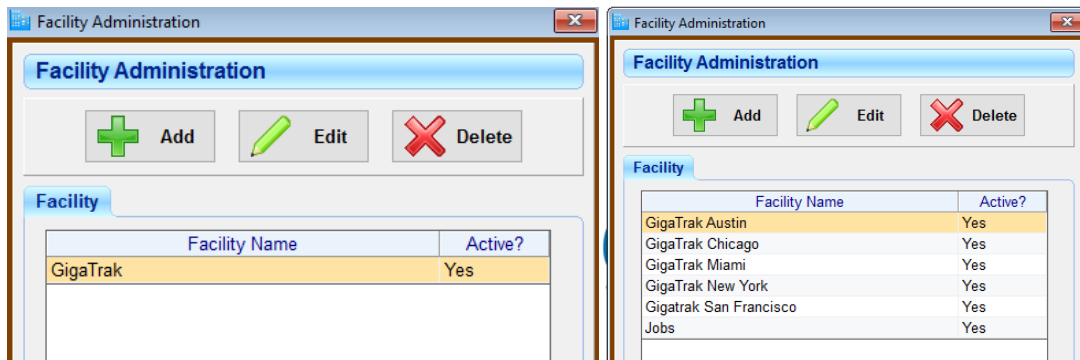 Facility Administration
Facility Administration
Add Edit Delete
Facility
Facility Name Active?
GigaTrak Yes
Facility Administration
Facility Administration
Add Edit Delete
Facility
Facility Name Active?
GigaTrak Austin Yes
GigaTrak Chicago Yes
GigaTrak Miami Yes
GigaTrak New York Yes
Gigatrak San Francisco Yes
Jobs Yes